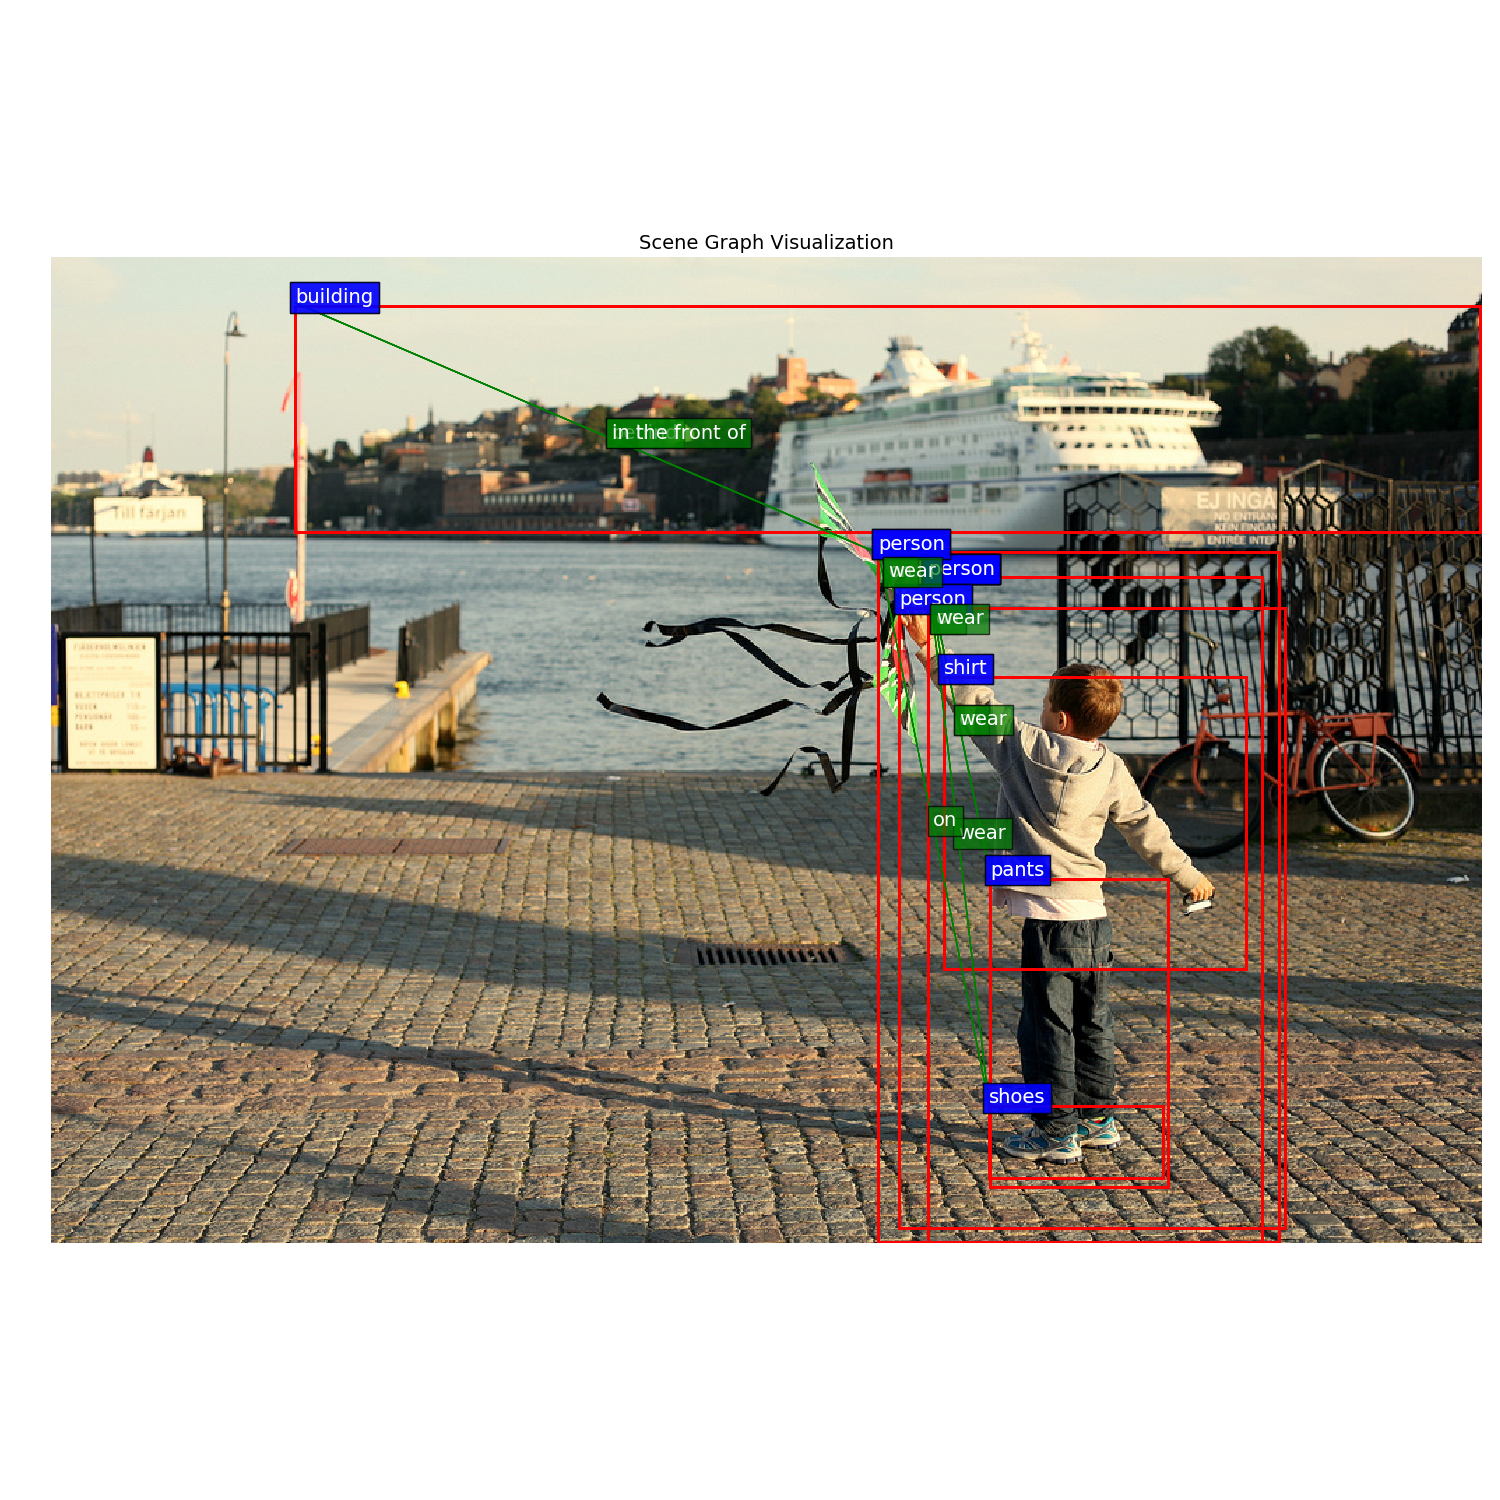 Scene Graph Visualization
building
in the front of
Till färjan
EJ INGÅ
NO ENTRAN
KEIN EINGAN
ENTRÉE INTER
person
wear
person
person
wear
shirt
wear
on
wear
pants
shoes